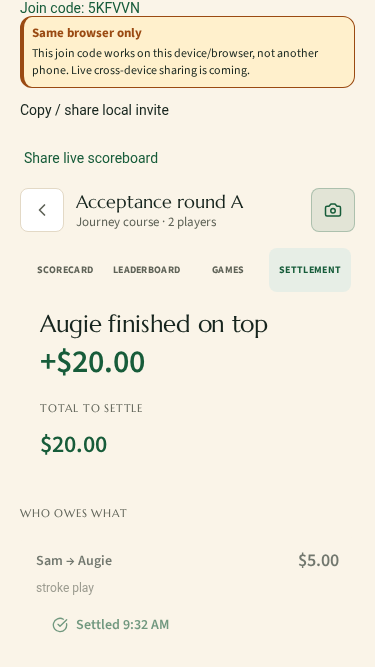 Join code: 5KFVVN
Same browser only
This join code works on this device/browser, not another
phone. Live cross-device sharing is coming.
Copy / share local invite
Share live scoreboard
Acceptance round A
Journey course · 2 players
SCORECARD LEADERBOARD GAMES SETTLEMENT
Augie finished on top
+$20.00
TOTAL TO SETTLE
$20.00
WHO OWES WHAT
Sam → Augie $5.00
stroke play
Settled 9:32 AM